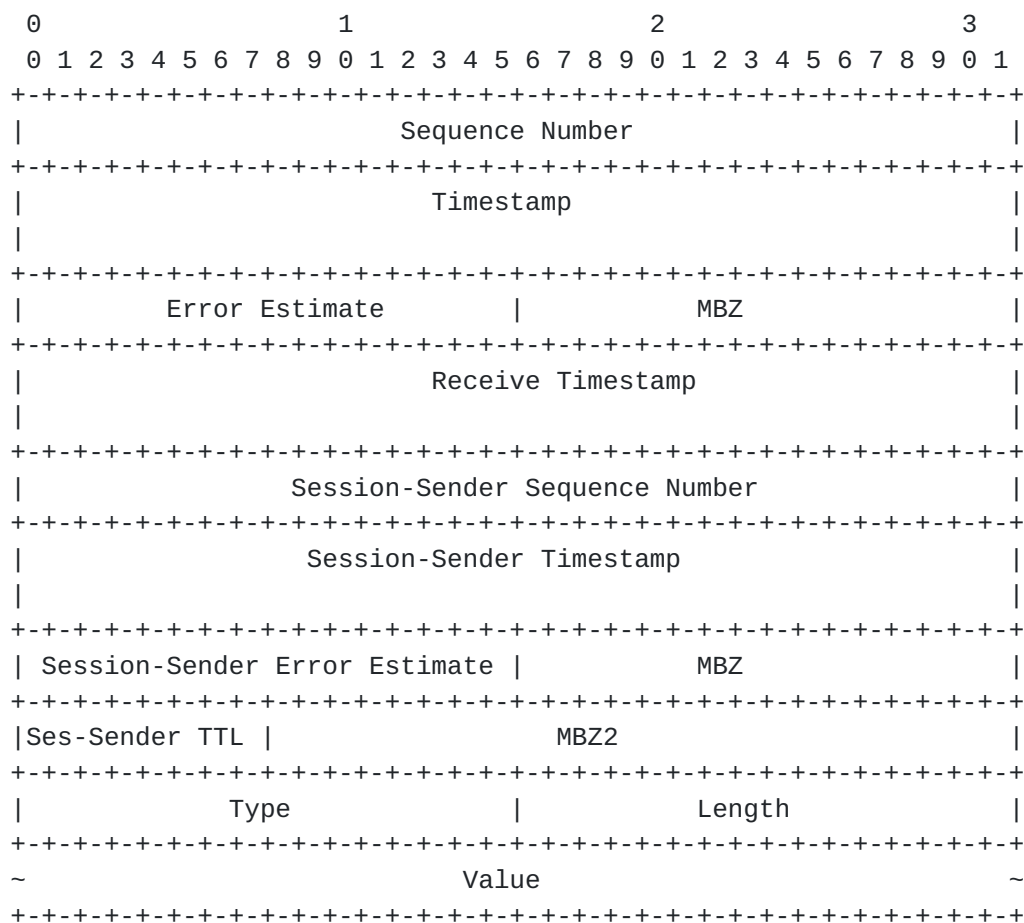 0                   1                   2                   3
 0 1 2 3 4 5 6 7 8 9 0 1 2 3 4 5 6 7 8 9 0 1 2 3 4 5 6 7 8 9 0 1
+-+-+-+-+-+-+-+-+-+-+-+-+-+-+-+-+-+-+-+-+-+-+-+-+-+-+-+-+-+-+-+-+
|                        Sequence Number                        |
+-+-+-+-+-+-+-+-+-+-+-+-+-+-+-+-+-+-+-+-+-+-+-+-+-+-+-+-+-+-+-+-+
|                          Timestamp                            |
|                                                               |
+-+-+-+-+-+-+-+-+-+-+-+-+-+-+-+-+-+-+-+-+-+-+-+-+-+-+-+-+-+-+-+-+
|         Error Estimate        |           MBZ                 |
+-+-+-+-+-+-+-+-+-+-+-+-+-+-+-+-+-+-+-+-+-+-+-+-+-+-+-+-+-+-+-+-+
|                          Receive Timestamp                    |
|                                                               |
+-+-+-+-+-+-+-+-+-+-+-+-+-+-+-+-+-+-+-+-+-+-+-+-+-+-+-+-+-+-+-+-+
|                 Session-Sender Sequence Number                |
+-+-+-+-+-+-+-+-+-+-+-+-+-+-+-+-+-+-+-+-+-+-+-+-+-+-+-+-+-+-+-+-+
|                  Session-Sender Timestamp                     |
|                                                               |
+-+-+-+-+-+-+-+-+-+-+-+-+-+-+-+-+-+-+-+-+-+-+-+-+-+-+-+-+-+-+-+-+
| Session-Sender Error Estimate |           MBZ                 |
+-+-+-+-+-+-+-+-+-+-+-+-+-+-+-+-+-+-+-+-+-+-+-+-+-+-+-+-+-+-+-+-+
|Ses-Sender TTL |                  MBZ2                         |
+-+-+-+-+-+-+-+-+-+-+-+-+-+-+-+-+-+-+-+-+-+-+-+-+-+-+-+-+-+-+-+-+
|             Type              |           Length              |
+-+-+-+-+-+-+-+-+-+-+-+-+-+-+-+-+-+-+-+-+-+-+-+-+-+-+-+-+-+-+-+-+
~                            Value                              ~
+-+-+-+-+-+-+-+-+-+-+-+-+-+-+-+-+-+-+-+-+-+-+-+-+-+-+-+-+-+-+-+-+